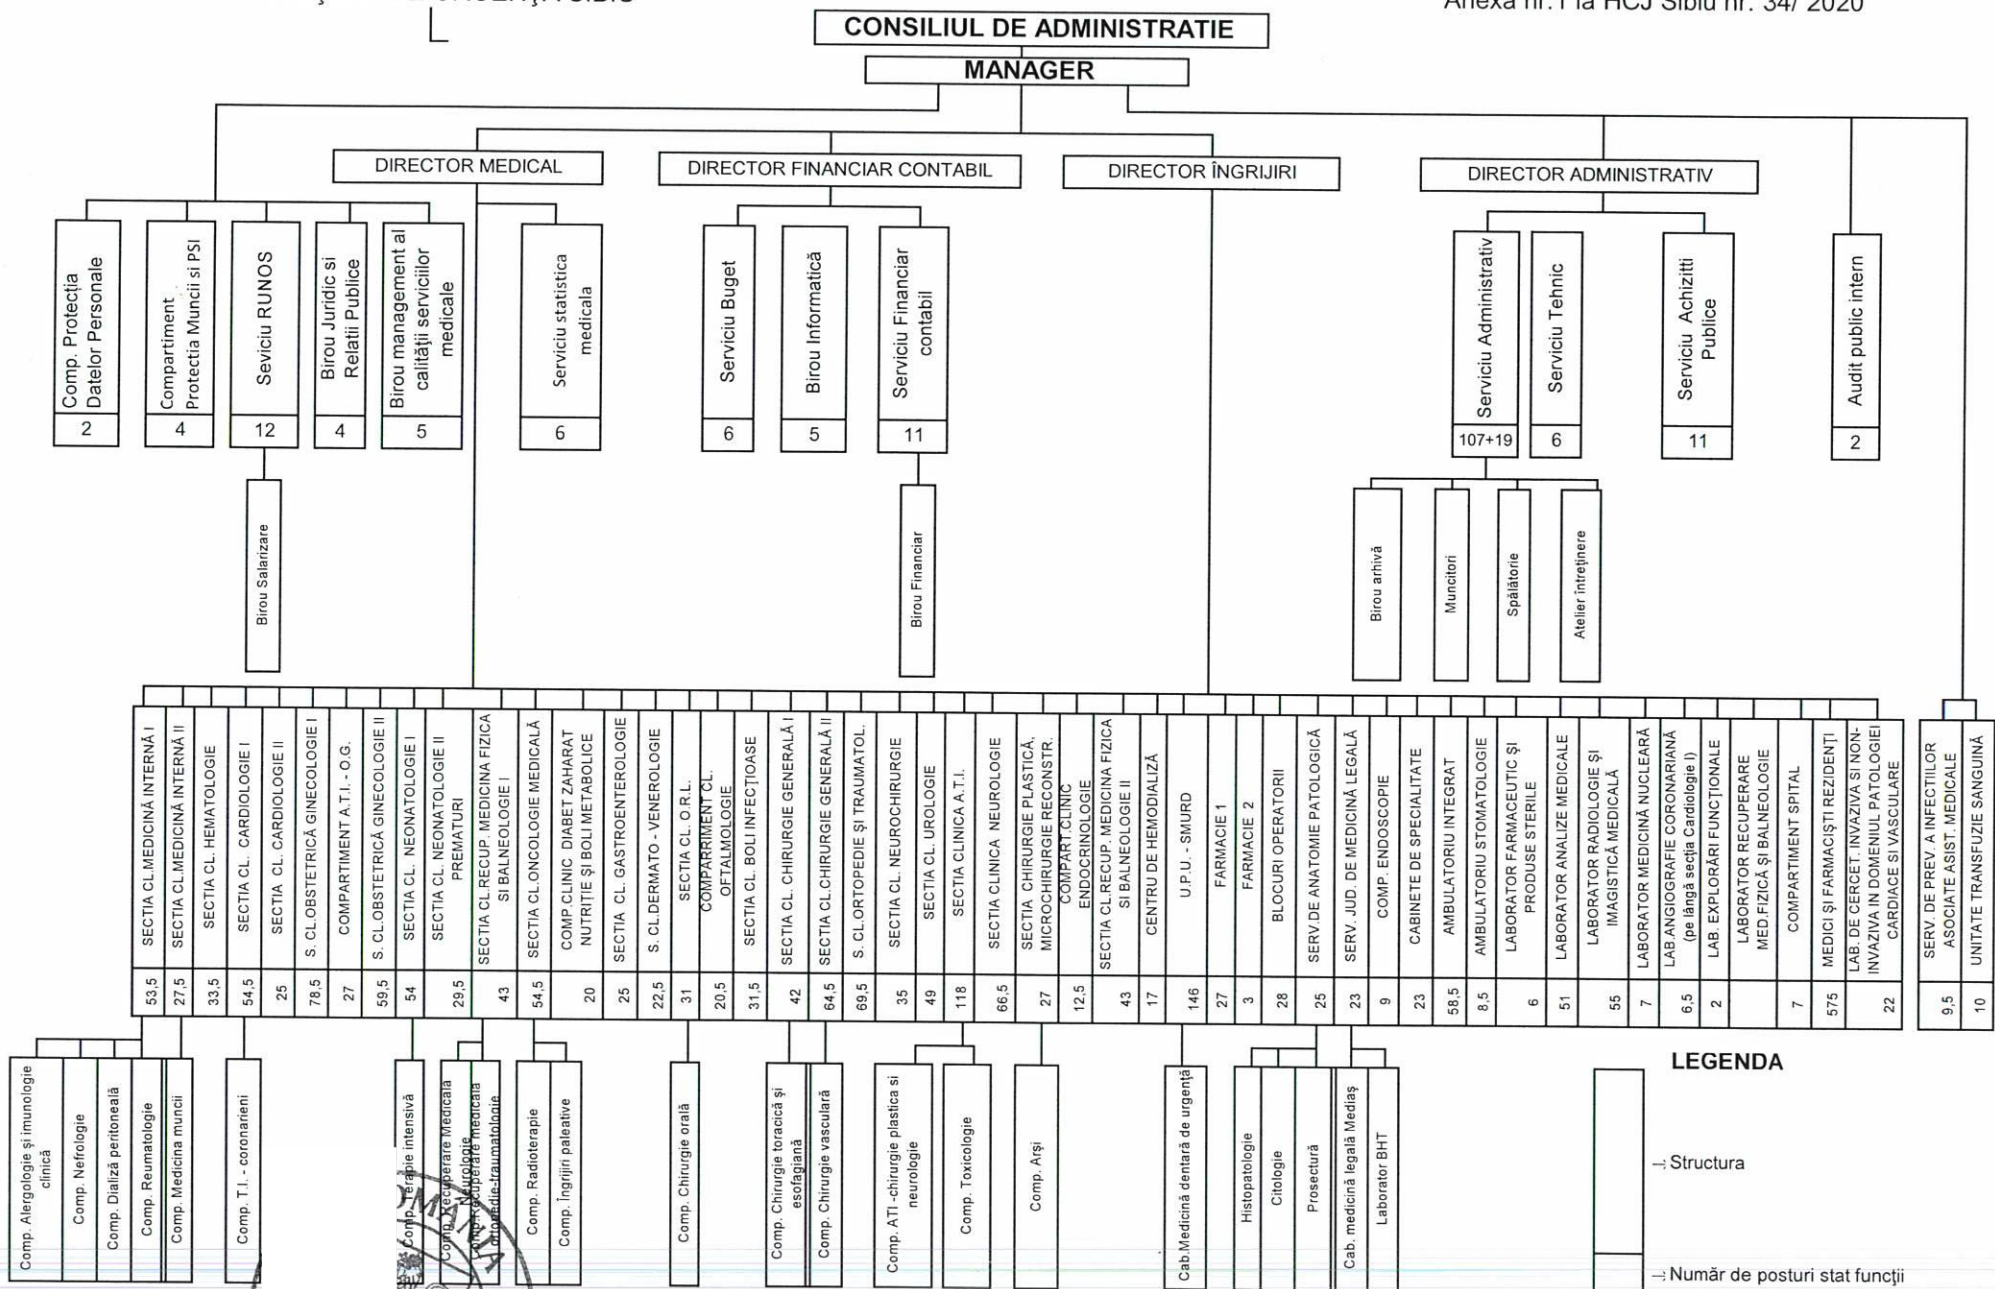 Anexa nr.1 la HCJ Sibiu nr. 34/ 2020
CONSILIUL DE ADMINISTRATIE
MANAGER
DIRECTOR MEDICAL
DIRECTOR FINANCIAR CONTABIL
DIRECTOR ÎNGRIJIRI
DIRECTOR ADMINISTRATIV
Comp. Protecția
Datelor Personale
2
Compartiment
Protectia Muncii si PSI
4
Seviciu RUNOS
12
Birou Juridic si
Relatii Publice
4
Birou management al
calității serviciilor
medicale
5
Serviciu statistica
medicala
6
Serviciu Buget
6
Birou Informatică
5
Serviciu Financiar
contabil
11
Serviciu Administrativ
107+19
Serviciu Tehnic
6
Serviciu Achizitti
Publice
11
Audit public intern
2
Birou Salarizare
Birou Financiar
Birou arhivă
Muncitori
Spălătorie
Atelier întreținere
SECTIA CL.MEDICINĂ INTERNĂ I
53,5
SECTIA CL.MEDICINĂ INTERNĂ II
27,5
SECTIA CL. HEMATOLOGIE
33,5
SECTIA CL. CARDIOLOGIE I
54,5
SECTIA CL. CARDIOLOGIE II
25
S. CL.OBSTETRICĂ GINECOLOGIE I
78,5
COMPARTIMENT A.T.I. - O.G.
27
S. CL.OBSTETRICĂ GINECOLOGIE II
59,5
SECTIA CL. NEONATOLOGIE I
54
SECTIA CL. NEONATOLOGIE II
PREMATURI
29,5
SECTIA CL.RECUP. MEDICINA FIZICA
SI BALNEOLOGIE I
43
SECTIA CL.ONCOLOGIE MEDICALĂ
54,5
COMP.CLINIC DIABET ZAHARAT
NUTRIȚIE ȘI BOLI METABOLICE
20
SECTIA CL. GASTROENTEROLOGIE
25
S. CL.DERMATO - VENEROLOGIE
22,5
SECTIA CL. O.R.L.
31
COMPARRIMENT CL.
OFTALMOLOGIE
20,5
SECTIA CL. BOLI INFECȚIOASE
31,5
SECTIA CL. CHIRURGIE GENERALĂ I
42
SECTIA CL.CHIRURGIE GENERALĂ II
64,5
S. CL.ORTOPEDIE ȘI TRAUMATOL.
69,5
SECTIA CL. NEUROCHIRURGIE
35
SECTIA CL. UROLOGIE
49
SECTIA CLINICA A.T.I.
118
SECTIA CLINICA NEUROLOGIE
66,5
SECTIA CHIRURGIE PLASTICĂ,
MICROCHIRURGIE RECONSTR.
27
COMPART.CLINIC
ENDOCRINOLOGIE
12,5
SECTIA CL.RECUP. MEDICINA FIZICA
SI BALNEOLOGIE II
43
CENTRU DE HEMODIALIZĂ
17
U.P.U. - SMURD
146
FARMACIE 1
27
FARMACIE 2
3
BLOCURI OPERATORII
28
SERV.DE ANATOMIE PATOLOGICĂ
25
SERV. JUD. DE MEDICINĂ LEGALĂ
23
COMP. ENDOSCOPIE
9
CABINETE DE SPECIALITATE
23
AMBULATORIU INTEGRAT
58,5
AMBULATORIU STOMATOLOGIE
8,5
LABORATOR FARMACEUTIC ȘI
PRODUSE STERILE
6
LABORATOR ANALIZE MEDICALE
51
LABORATOR RADIOLOGIE ȘI
IMAGISTICĂ MEDICALĂ
55
LABORATOR MEDICINĂ NUCLEARĂ
7
LAB.ANGIOGRAFIE CORONARIANĂ
(pe lângă secția Cardiologie I)
6,5
LAB. EXPLORĂRI FUNCȚIONALE
2
LABORATOR RECUPERARE
MED.FIZICĂ ȘI BALNEOLOGIE
COMPARTIMENT SPITAL
7
MEDICI ȘI FARMACIȘTI REZIDENȚI
575
LAB. DE CERCET. INVAZIVA SI NON-
INVAZIVA IN DOMENIUL PATOLOGIEI
CARDIACE SI VASCULARE
22
SERV. DE PREV. A INFECTIILOR
ASOCIATE ASIST. MEDICALE
9,5
UNITATE TRANSFUZIE SANGUINĂ
10
Comp. Alergologie și imunologie
clinică
Comp. Nefrologie
Comp. Dializă peritoneală
Comp. Reumatologie
Comp. Medicina muncii
Comp. T.I. - coronarieni
Comp. Terapie intensivă
Comp. Recuperare Medicală
Neurologie
Comp.Recuperare medicala
ortopedie-traumatologie
Comp. Radioterapie
Comp. Îngrijiri paleative
Comp. Chirurgie orală
Comp. Chirurgie toracică și
esofagiană
Comp. Chirurgie vasculară
Comp. ATI -chirurgie plastica si
neurologie
Comp. Toxicologie
Comp. Arși
Cab.Medicină dentară de urgență
Histopatologie
Citologie
Prosectură
Cab. medicină legală Mediaș
Laborator BHT
LEGENDA
Structura
Număr de posturi stat funcții